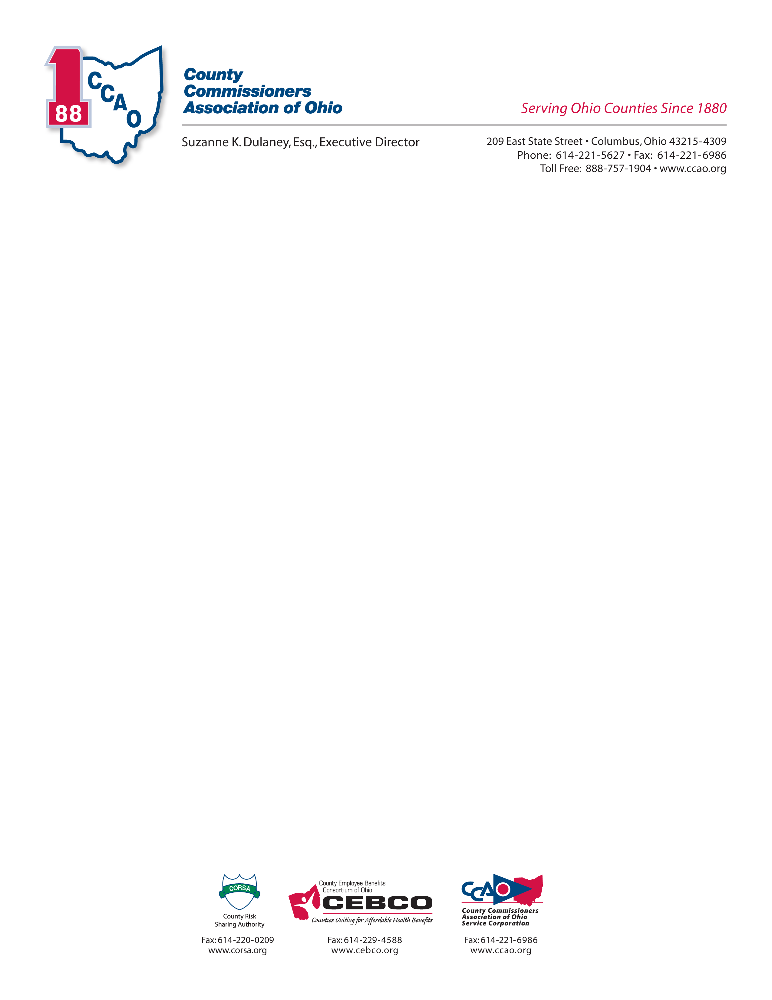 1
88
C
C
A
O
County
Commissioners
Association of Ohio
Serving Ohio Counties Since 1880
Suzanne K. Dulaney, Esq., Executive Director
209 East State Street • Columbus, Ohio 43215-4309
Phone: 614-221-5627 • Fax: 614-221-6986
Toll Free: 888-757-1904 • www.ccao.org
CORSA
County Risk
Sharing Authority
Fax: 614-220-0209
www.corsa.org
County Employee Benefits
Consortium of Ohio
CEBCO
Counties Uniting for Affordable Health Benefits
Fax: 614-229-4588
www.cebco.org
CCAO
County Commissioners
Association of Ohio
Service Corporation
Fax: 614-221-6986
www.ccao.org